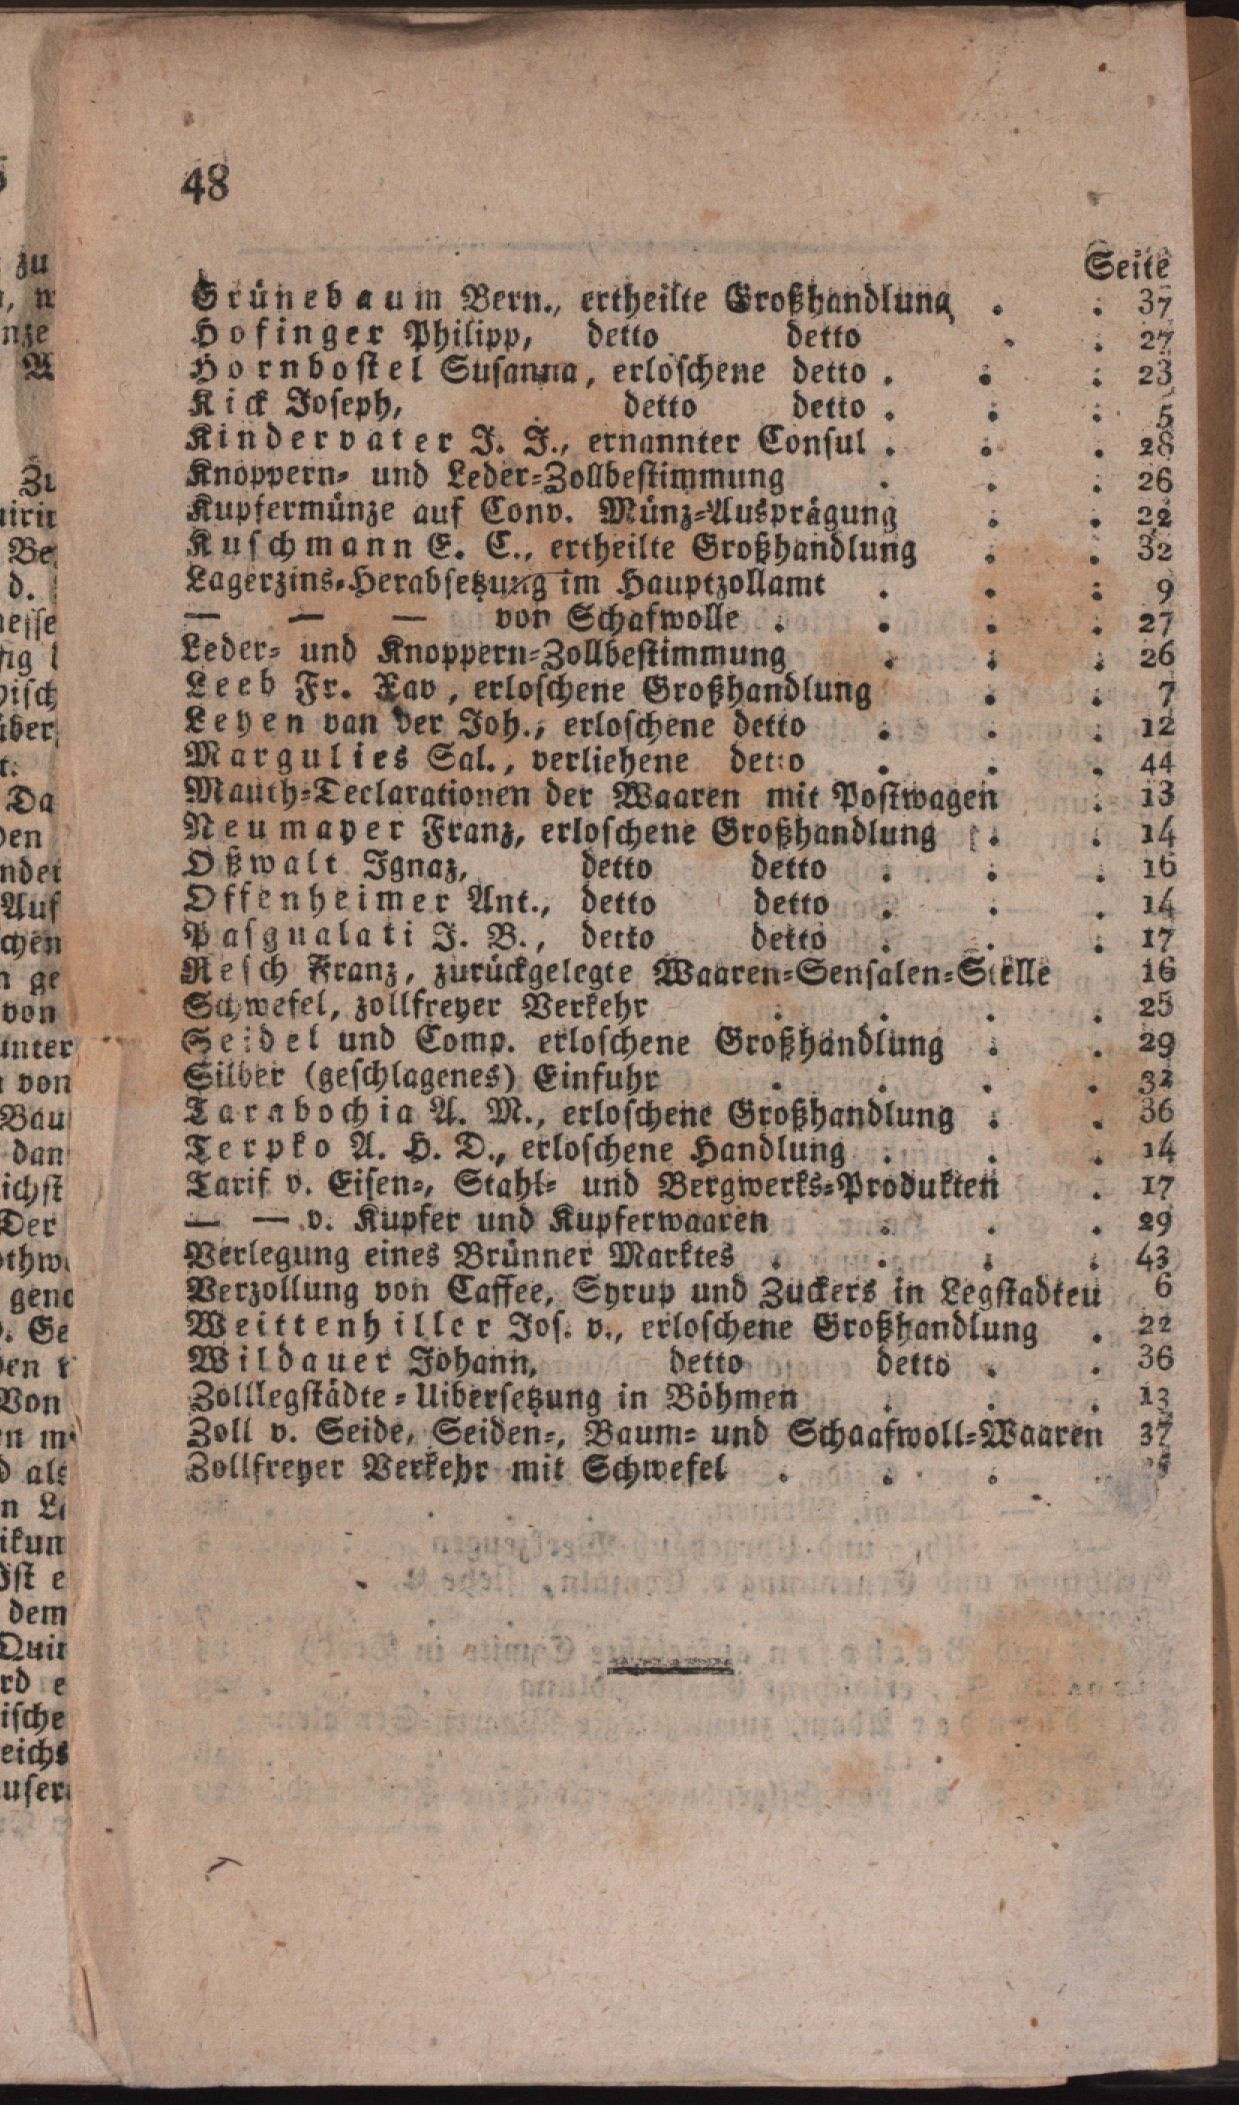 48
Seite
Grünebaum Bern., ertheilte Großhandlung . . 37
Hofinger Philipp, detto detto . . 27
Hornbostel Susanna, erloschene detto . . . 23
Kick Joseph, detto detto . . . 5
Kindervater J. J., ernannter Consul . . . 28
Knoppern- und Leder-Zollbestimmung . . . 26
Kupfermünze auf Conv. Münz-Ausprägung . . 22
Kuschmann E. C., ertheilte Großhandlung . . 32
Lagerzins-Herabsetzung im Hauptzollamt . . . 9
— — — von Schafwolle . . . . 27
Leder- und Knoppern-Zollbestimmung . . . 26
Leeb Fr. Xav, erloschene Großhandlung . . 7
Leyen van der Joh., erloschene detto . . . 12
Margulies Sal., verliehene detto . . . 44
Mauth-Teclarationen der Waaren mit Postwagen . 13
Neumayer Franz, erloschene Großhandlung . . 14
Oßwalt Ignaz, detto detto . . . 16
Offenheimer Ant., detto detto . . . 14
Pasqualati J. B., detto detto . . . 17
Resch Franz, zurückgelegte Waaren-Sensalen-Stelle 16
Schwefel, zollfreyer Verkehr . . . . 25
Seidel und Comp. erloschene Großhandlung . . 29
Silber (geschlagenes) Einfuhr . . . . 32
Tarabochia A. M., erloschene Großhandlung . . 36
Terpko A. H. D., erloschene Handlung . . . 14
Tarif v. Eisen-, Stahl- und Bergwerks-Produkten . 17
— — v. Kupfer und Kupferwaaren . . . 29
Verlegung eines Brünner Marktes . . . . 43
Verzollung von Caffee, Syrup und Zuckers in Legstadten 6
Weittenhiller Jos. v., erloschene Großhandlung . 22
Wildauer Johann, detto detto . . 36
Zolllegstädte-Uibersetzung in Böhmen . . . 13
Zoll v. Seide, Seiden-, Baum- und Schaafwoll-Waaren 37
Zollfreyer Verkehr mit Schwefel . . .